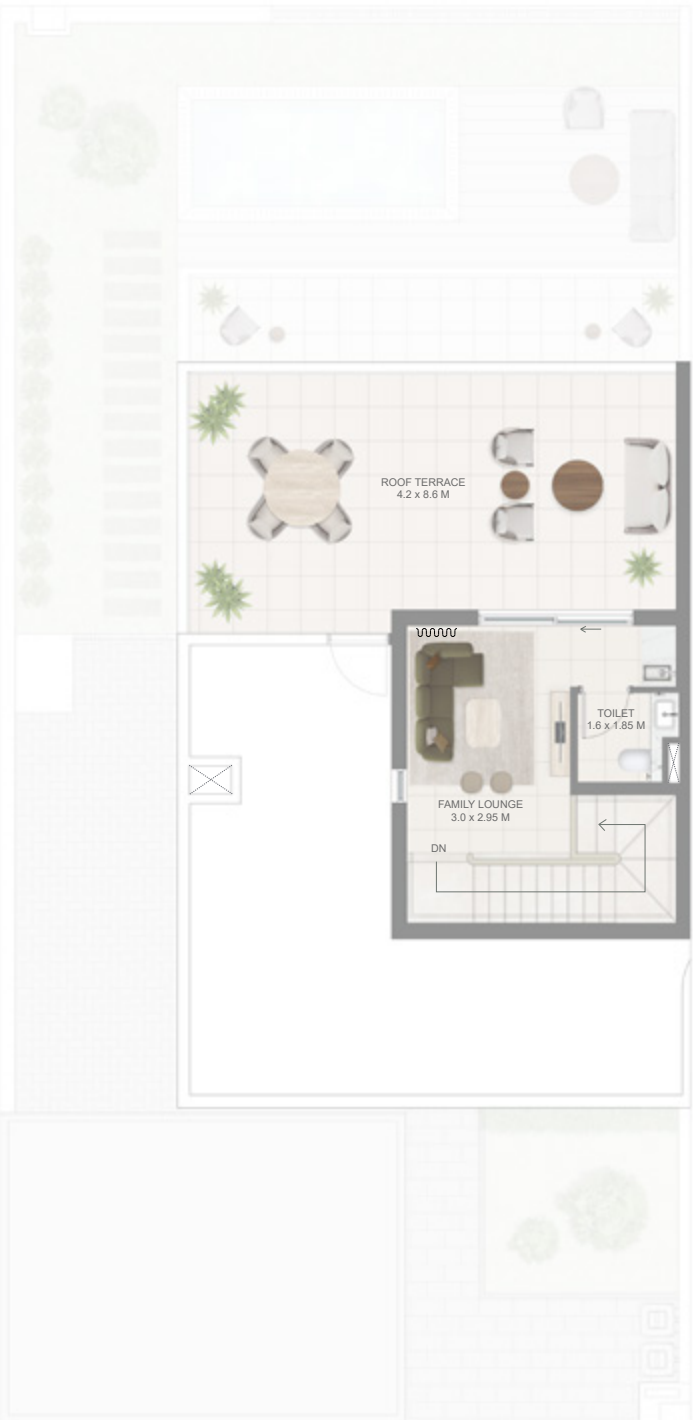 ROOF TERRACE
4.2 x 8.6 M
TOILET
1.6 x 1.85 M
FAMILY LOUNGE
3.0 x 2.95 M
DN